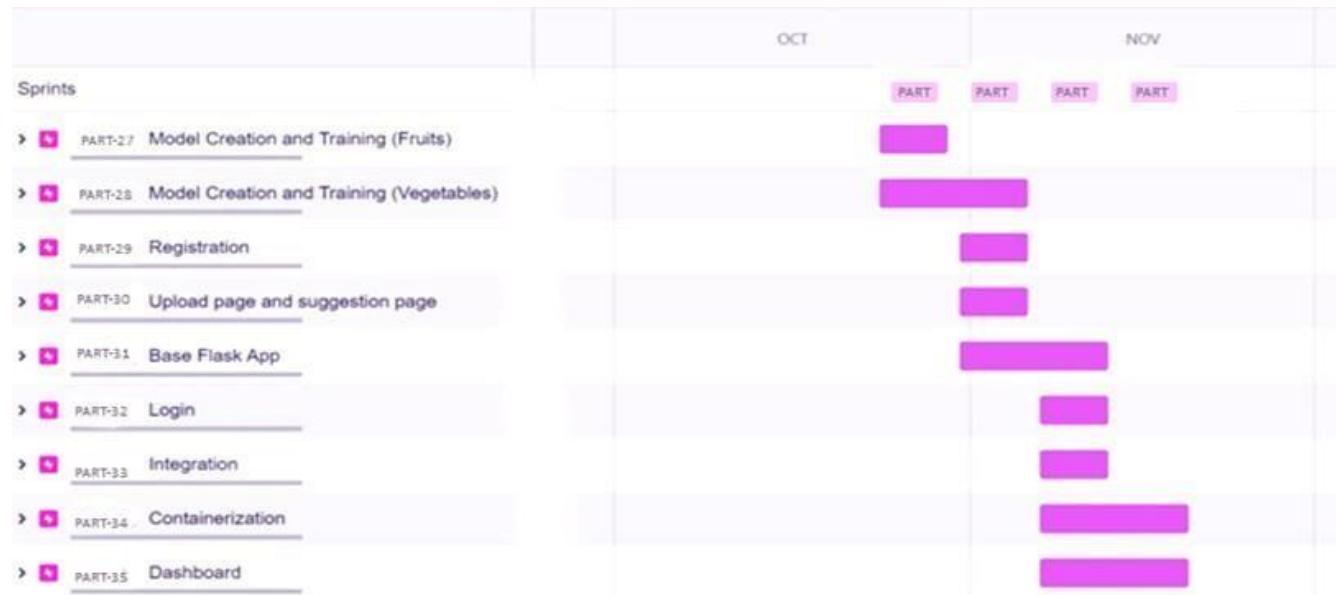 OCT NOV
Sprints PART PART PART PART
PART-27 Model Creation and Training (Fruits)
PART-28 Model Creation and Training (Vegetables)
PART-29 Registration
PART-30 Upload page and suggestion page
PART-31 Base Flask App
PART-32 Login
PART-33 Integration
PART-34 Containerization
PART-35 Dashboard